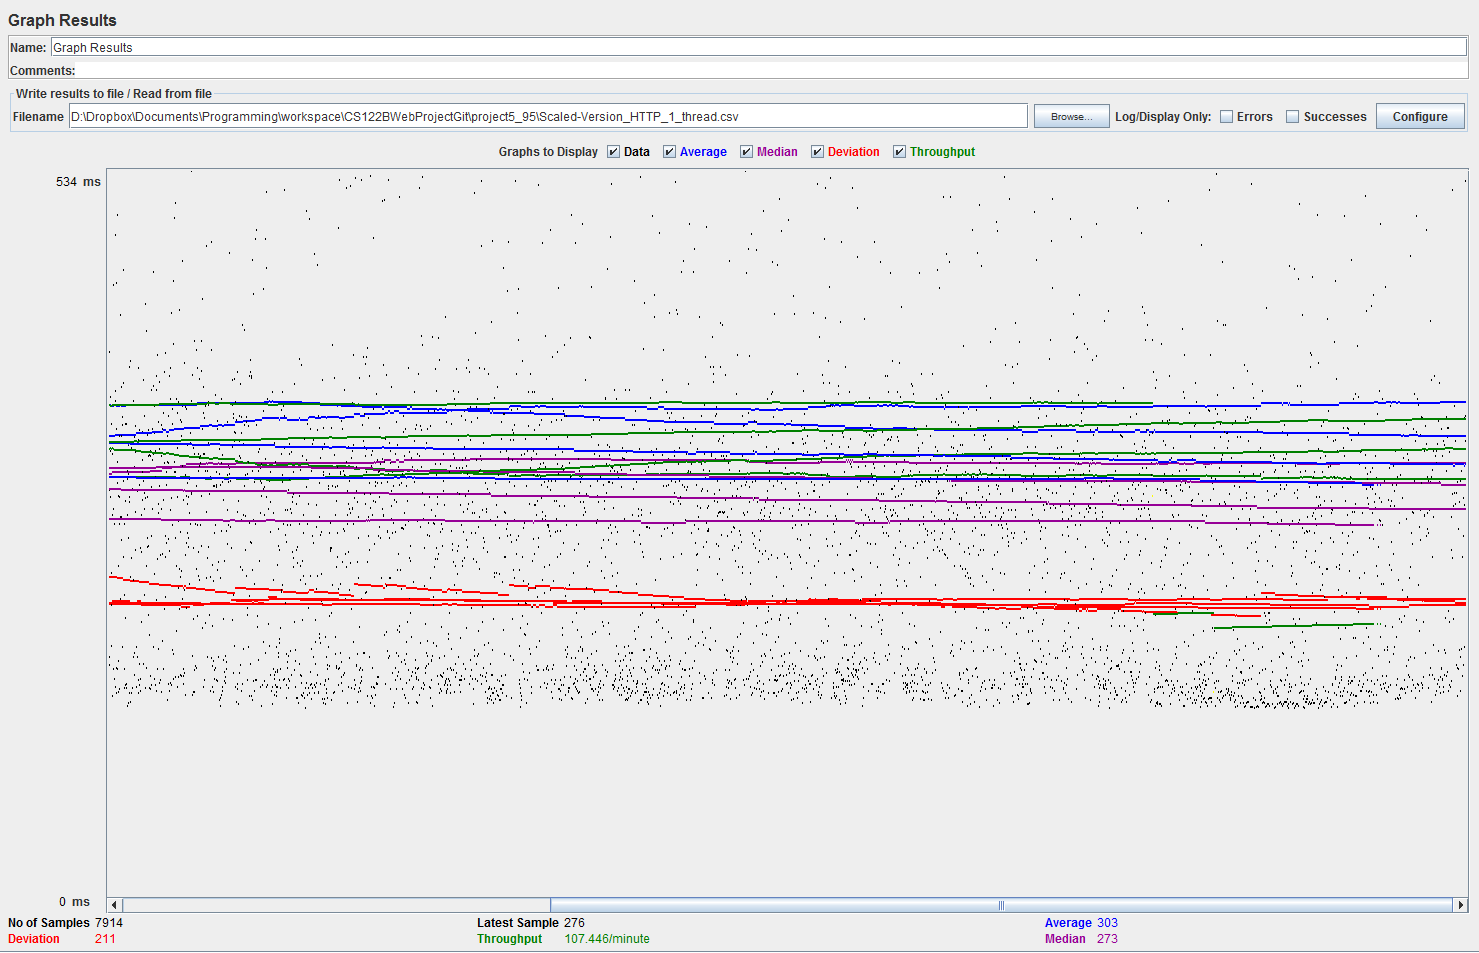 Graph Results
Name: Graph Results
Comments:
Write results to file / Read from file
Filename D:\Dropbox\Documents\Programming\workspace\CS122BWebProjectGit\project5_95\Scaled-Version_HTTP_1_thread.csv Browse... Log/Display Only: Errors Successes Configure
Graphs to Display Data Average Median Deviation Throughput
534 ms
0 ms
No of Samples 7914 Latest Sample 276 Average 303
Deviation 211 Throughput 107.446/minute Median 273